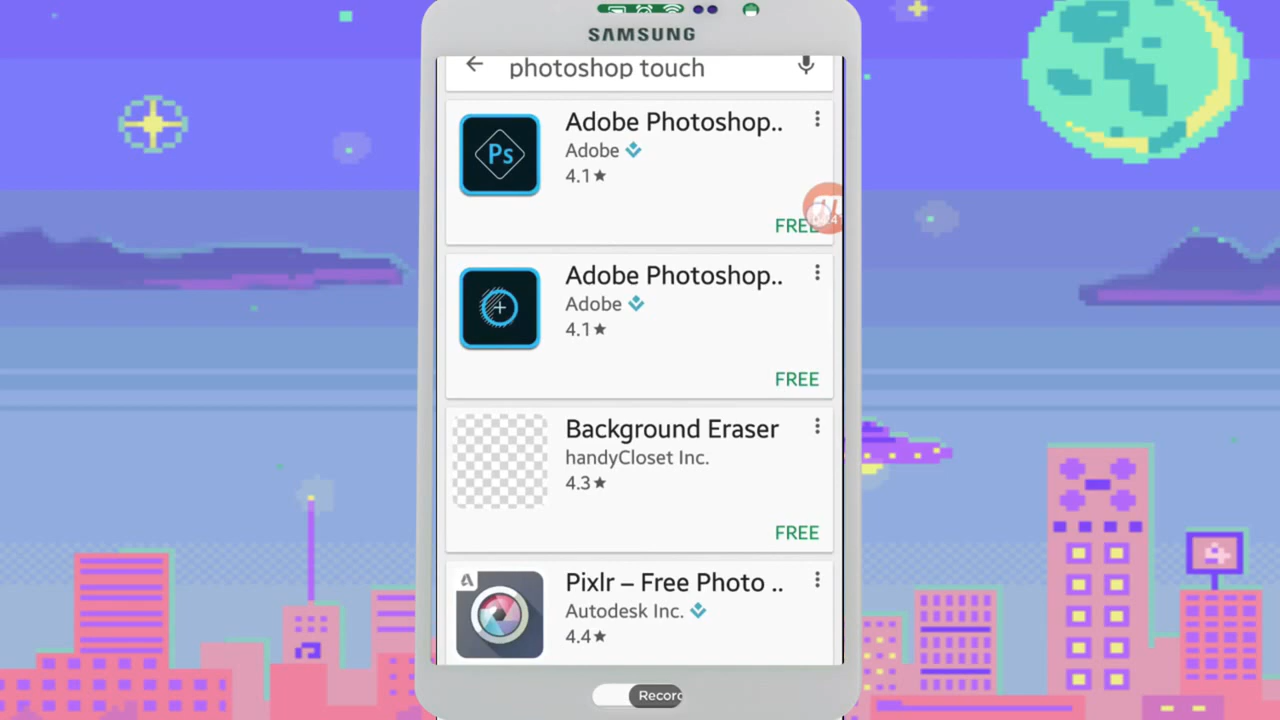 SAMSUNG
photoshop touch
Ps
Adobe Photoshop..
Adobe
4.1★
FREE
Adobe Photoshop..
Adobe
4.1★
FREE
Background Eraser
handyCloset Inc.
4.3★
FREE
Pixlr – Free Photo ..
Autodesk Inc.
4.4★